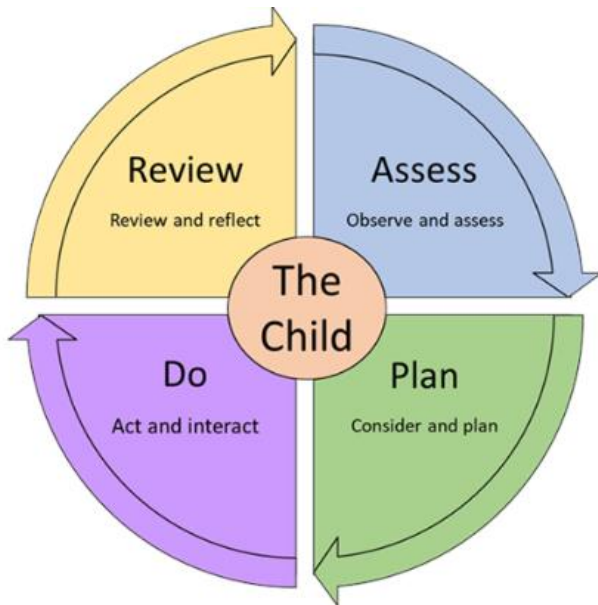 Review
Review and reflect
Assess
Observe and assess
The
Child
Do
Act and interact
Plan
Consider and plan